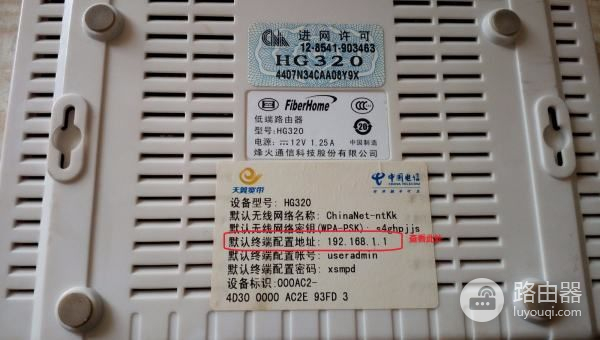 进网许可
12-8541-903463
HG320
4407N34CAA08Y9X
FiberHome
低端路由器
型号:HG320
电源: 12V 1.25A
中国制造
烽火通信科技股份有限公司
天翼宽带
中国电信
设备型号: HG320
默认无线网络名称: ChinaNet-ntKk
默认无线网络密钥(WPA-PSK): s4ghpjjs
默认终端配置地址: 192.168.1.1
默认终端配置帐号: useradmin
默认终端配置密码: xsmpd
设备标识:000AC2-
4D30 0000 AC2E 93FD 3
路由器
luyouqi.com